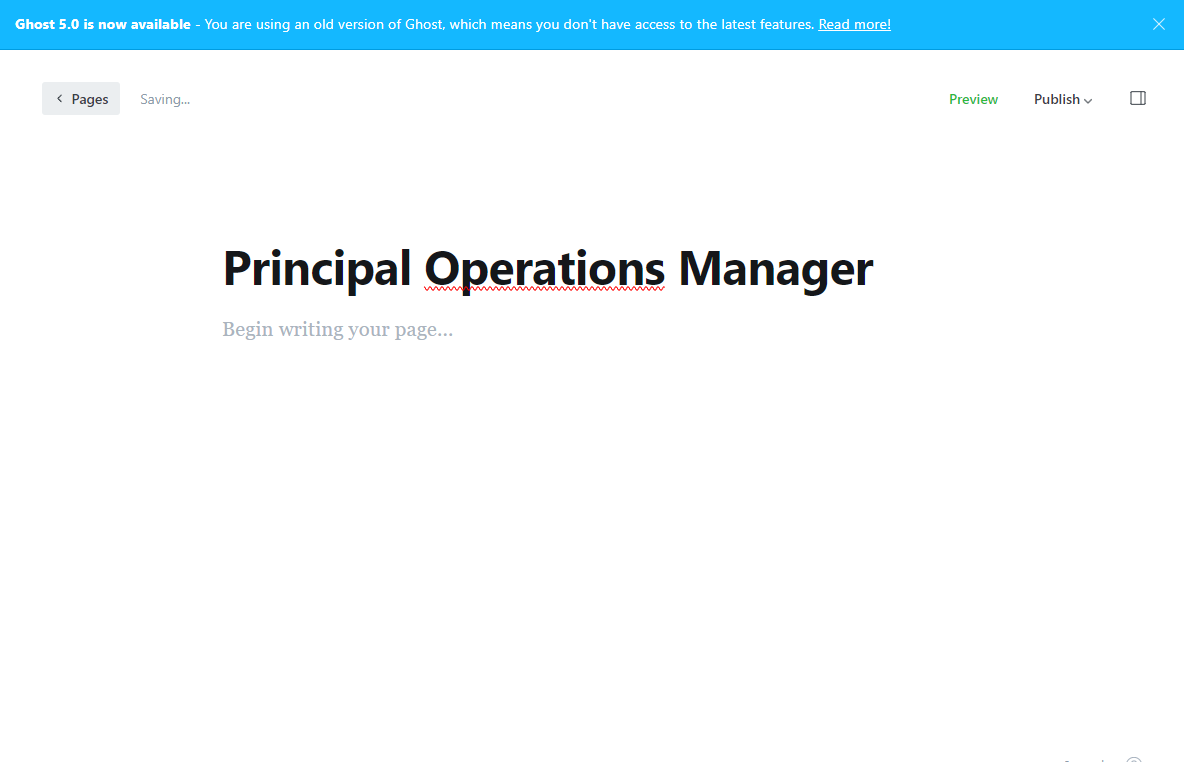 Ghost 5.0 is now available - You are using an old version of Ghost, which means you don't have access to the latest features. Read more!
Pages Saving... Preview Publish
Principal Operations Manager
Begin writing your page...